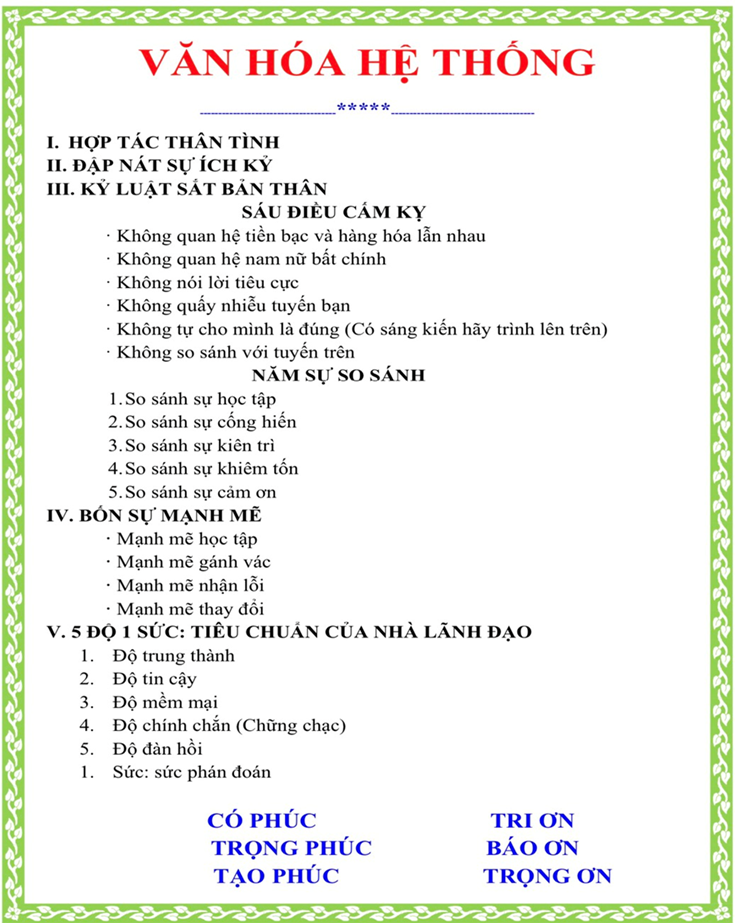 VĂN HÓA HỆ THỐNG
-----------------------------------*****-------------------------------------
I. HỢP TÁC THÂN TÌNH
II. ĐẬP NÁT SỰ ÍCH KỶ
III. KỶ LUẬT SẮT BẢN THÂN
SÁU ĐIỀU CẤM KỴ
· Không quan hệ tiền bạc và hàng hóa lẫn nhau
· Không quan hệ nam nữ bất chính
· Không nói lời tiêu cực
· Không quấy nhiễu tuyến bạn
· Không tự cho mình là đúng (Có sáng kiến hãy trình lên trên)
· Không so sánh với tuyến trên
NĂM SỰ SO SÁNH
1.So sánh sự học tập
2.So sánh sự cống hiến
3.So sánh sự kiên trì
4.So sánh sự khiêm tốn
5.So sánh sự cảm ơn
IV. BỐN SỰ MẠNH MẼ
· Mạnh mẽ học tập
· Mạnh mẽ gánh vác
· Mạnh mẽ nhận lỗi
· Mạnh mẽ thay đổi
V. 5 ĐỘ 1 SỨC: TIÊU CHUẨN CỦA NHÀ LÃNH ĐẠO
1. Độ trung thành
2. Độ tin cậy
3. Độ mềm mại
4. Độ chính chắn (Chững chạc)
5. Độ đàn hồi
1. Sức: sức phán đoán
CÓ PHÚC TRI ƠN
TRỌNG PHÚC BÁO ƠN
TẠO PHÚC TRỌNG ƠN